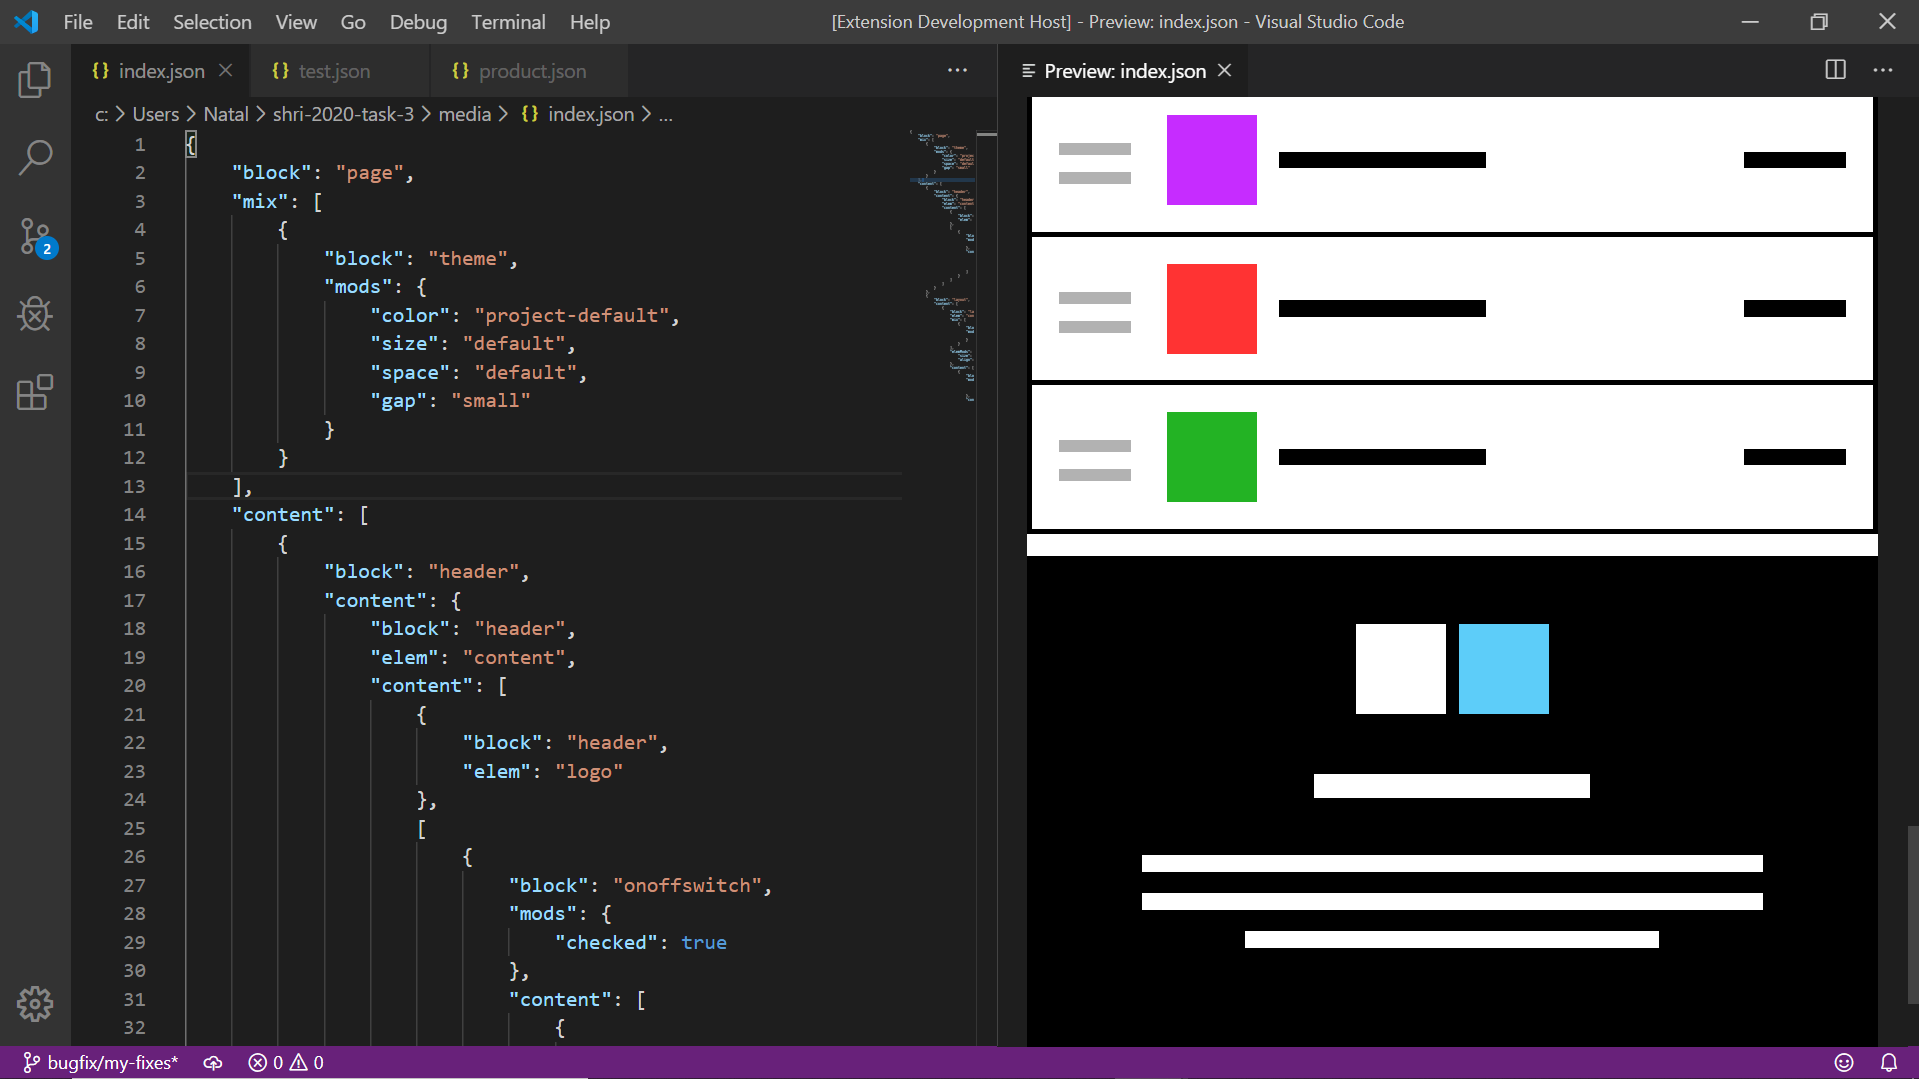 File Edit Selection View Go Debug Terminal Help [Extension Development Host] - Preview: index.json - Visual Studio Code
{} index.json {} test.json {} product.json ··· Preview: index.json ···
c: > Users > Natal > shri-2020-task-3 > media > {} index.json > ...
1 {
2 "block": "page",
3 "mix": [
4 {
5 "block": "theme",
6 "mods": {
7 "color": "project-default",
8 "size": "default",
9 "space": "default",
10 "gap": "small"
11 }
12 }
13 ],
14 "content": [
15 {
16 "block": "header",
17 "content": {
18 "block": "header",
19 "elem": "content",
20 "content": [
21 {
22 "block": "header",
23 "elem": "logo"
24 },
25 [
26 {
27 "block": "onoffswitch",
28 "mods": {
29 "checked": true
30 },
31 "content": [
32 {
2
bugfix/my-fixes* 0 0